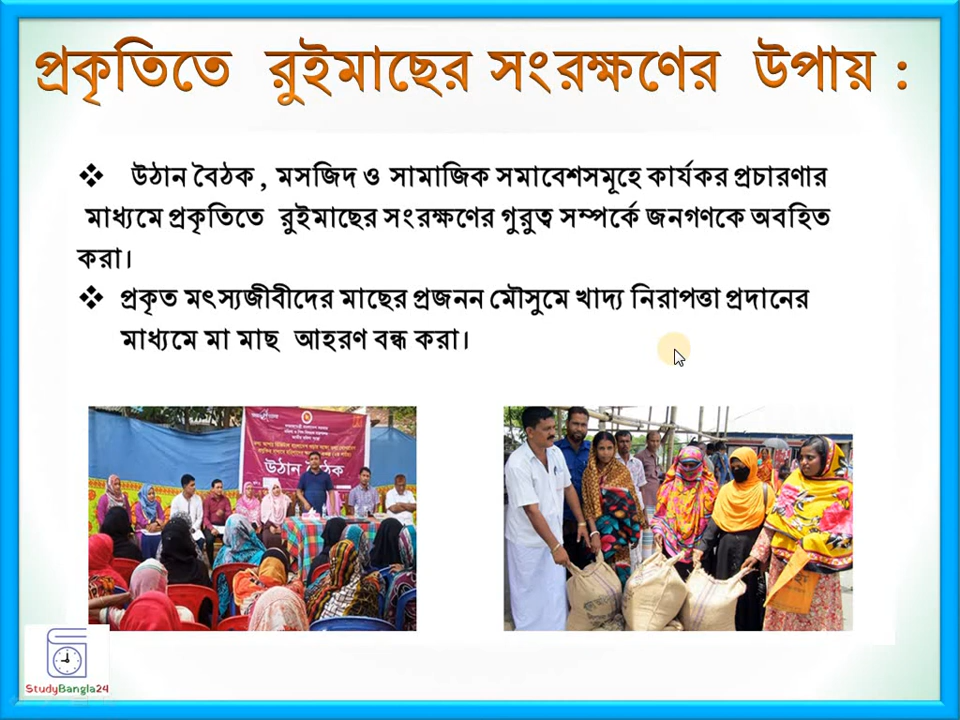 প্রকৃতিতে রুইমাছের সংরক্ষণের উপায় :
❖ উঠান বৈঠক , মসজিদ ও সামাজিক সমাবেশসমূহে কার্যকর প্রচারণার
মাধ্যমে প্রকৃতিতে রুইমাছের সংরক্ষণের গুরুত্ব সম্পর্কে জনগণকে অবহিত
করা।
❖ প্রকৃত মৎস্যজীবীদের মাছের প্রজনন মৌসুমে খাদ্য নিরাপত্তা প্রদানের
মাধ্যমে মা মাছ আহরণ বন্ধ করা।
উঠান বৈঠক
StudyBangla24